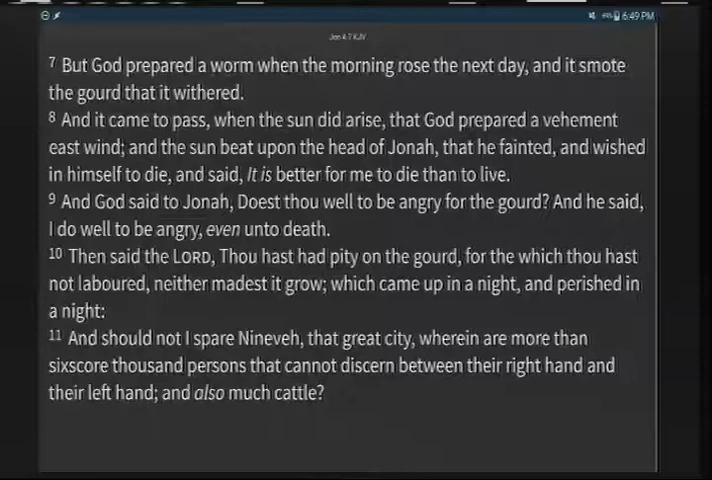 6:49 PM
Jon 4:7 KJV
7 But God prepared a worm when the morning rose the next day, and it smote
the gourd that it withered.
8 And it came to pass, when the sun did arise, that God prepared a vehement
east wind; and the sun beat upon the head of Jonah, that he fainted, and wished
in himself to die, and said, It is better for me to die than to live.
9 And God said to Jonah, Doest thou well to be angry for the gourd? And he said,
I do well to be angry, even unto death.
10 Then said the LORD, Thou hast had pity on the gourd, for the which thou hast
not laboured, neither madest it grow; which came up in a night, and perished in
a night:
11 And should not I spare Nineveh, that great city, wherein are more than
sixscore thousand persons that cannot discern between their right hand and
their left hand; and also much cattle?